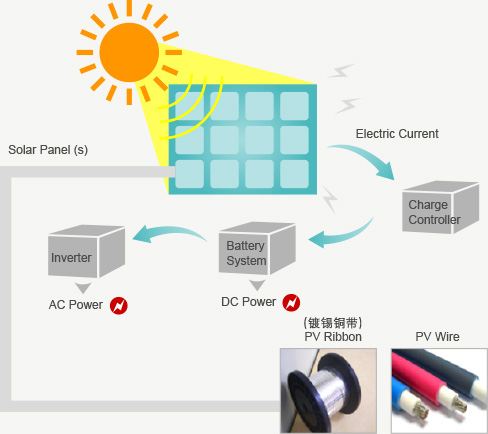 Solar Panel (s)
Electric Current
Charge
Controller
Inverter
Battery
System
AC Power
DC Power
(镀锡铜带)
PV Ribbon
PV Wire